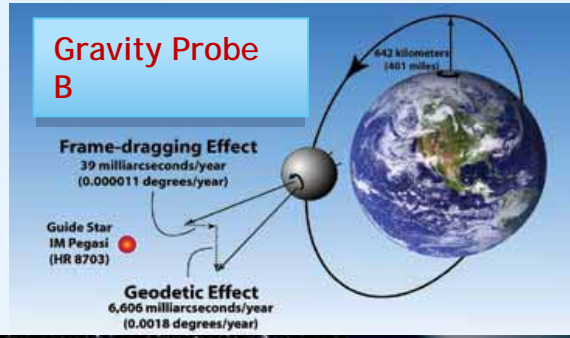 Gravity Probe
B
642 kilometers
(401 miles)
Frame-dragging Effect
39 milliarcseconds/year
(0.000011 degrees/year)
Guide Star
IM Pegasi
(HR 8703)
Geodetic Effect
6,606 milliarcseconds/year
(0.0018 degrees/year)